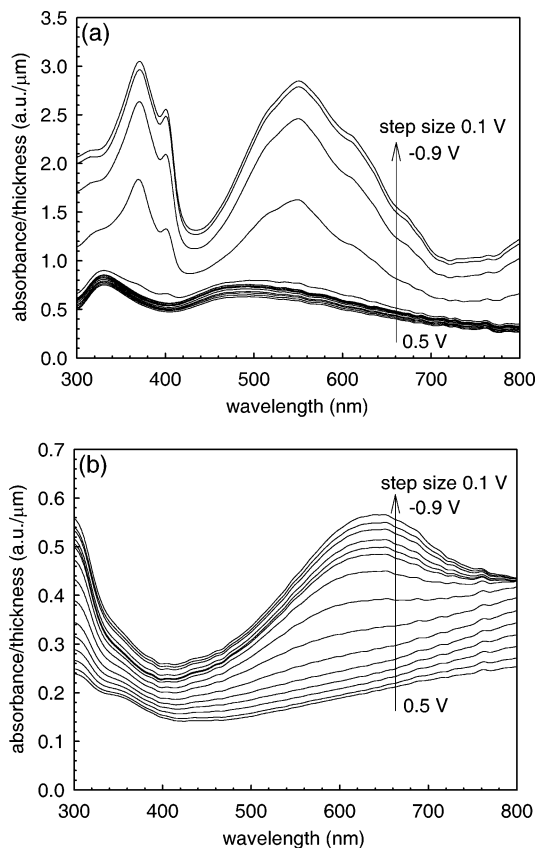 (a)
absorbance/thickness (a.u./μm)
3.5
3.0
2.5
2.0
1.5
1.0
0.5
0.0
step size 0.1 V
-0.9 V
0.5 V
300 400 500 600 700 800
wavelength (nm)
(b)
absorbance/thickness (a.u./μm)
0.7
0.6
0.5
0.4
0.3
0.2
0.1
0.0
step size 0.1 V
-0.9 V
0.5 V
300 400 500 600 700 800
wavelength (nm)